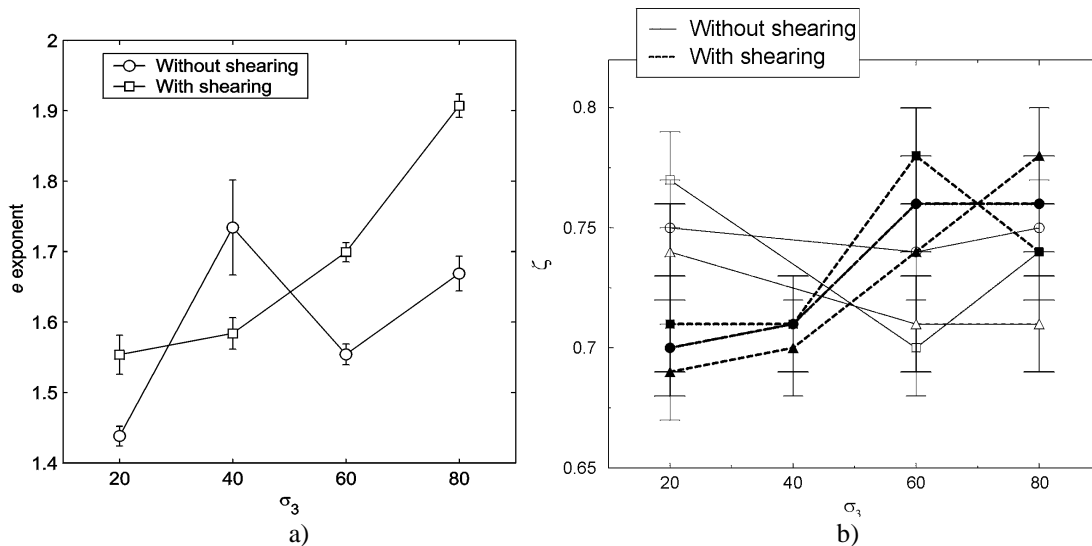 Without shearing
With shearing
2
1.9
1.8
1.7
1.6
1.5
1.4
e exponent
20 40 60 80
σ3
a)
Without shearing
With shearing
0.8
0.75
0.7
0.65
ζ
20 40 60 80
σ3
b)